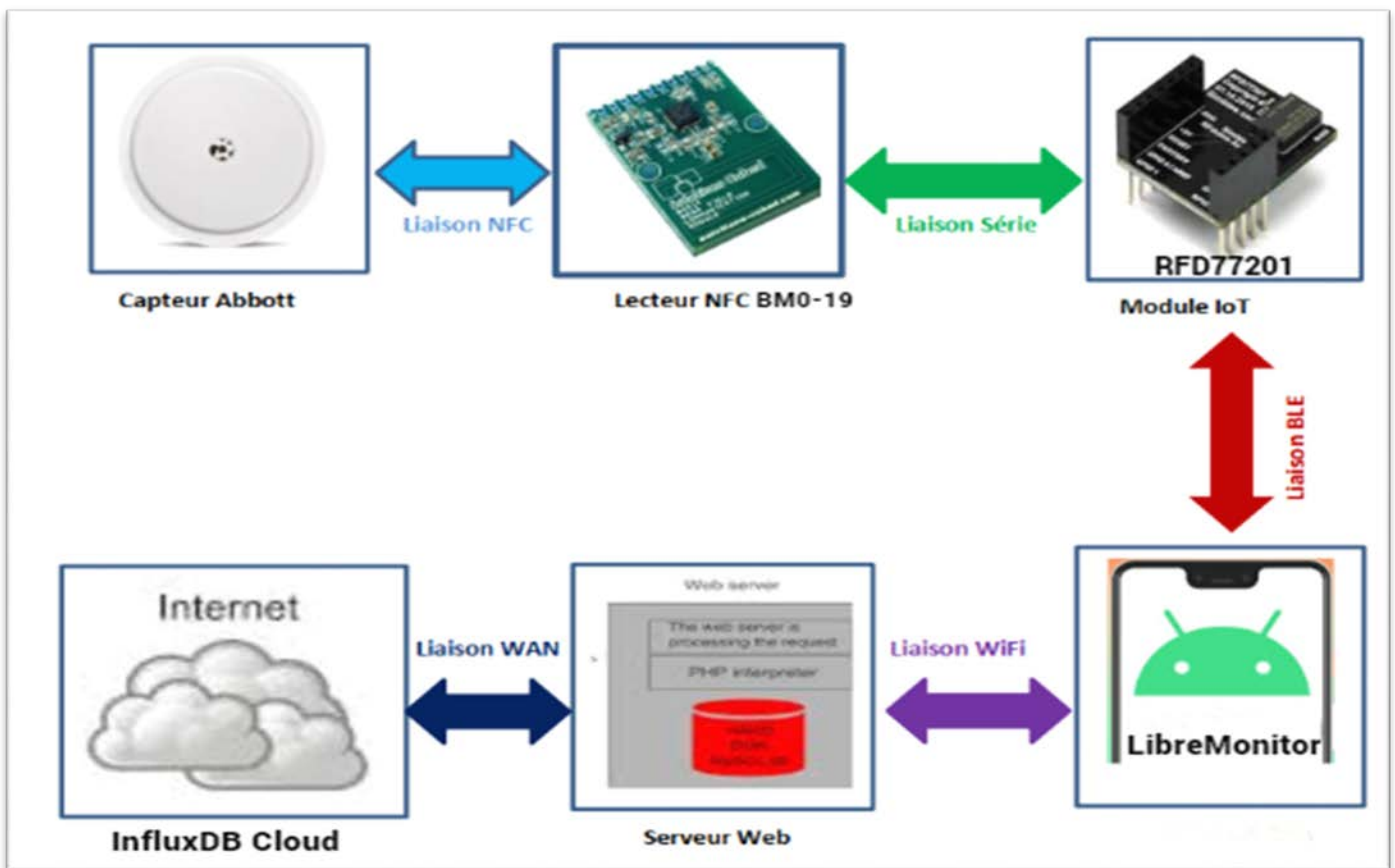 Liaison NFC
Liaison Série
RFD77201
Capteur Abbott
Lecteur NFC BM0-19
Module IoT
Liaison BLE
Internet
Web server
The web server is
processing the request
PHP interpreter
Liaison WAN
Liaison WiFi
LibreMonitor
InfluxDB Cloud
Serveur Web